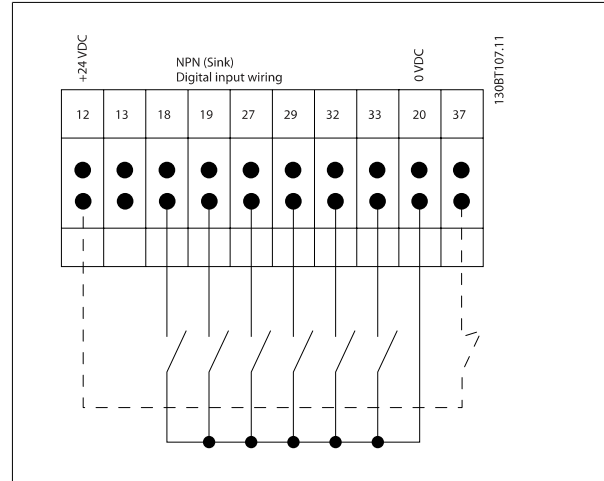 +24 VDC
NPN (Sink)
Digital input wiring
0 VDC
130BT107.11
12 13 18 19 27 29 32 33 20 37